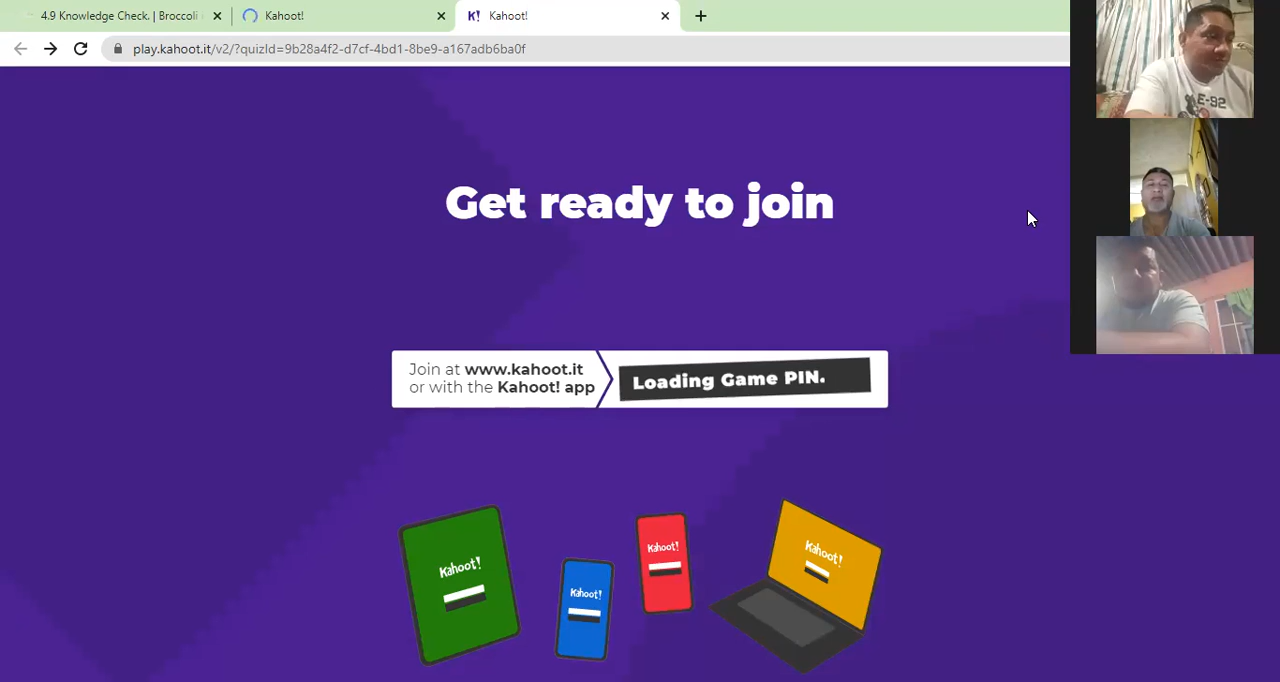 4.9 Knowledge Check. | Broccoli
Kahoot!
K! Kahoot!
play.kahoot.it/v2/?quizId=9b28a4f2-d7cf-4bd1-8be9-a167adb6ba0f
E-92
Get ready to join
Join at www.kahoot.it
or with the Kahoot! app
Loading Game PIN.
Kahoot!
Kahoot!
Kahoot!
Kahoot!